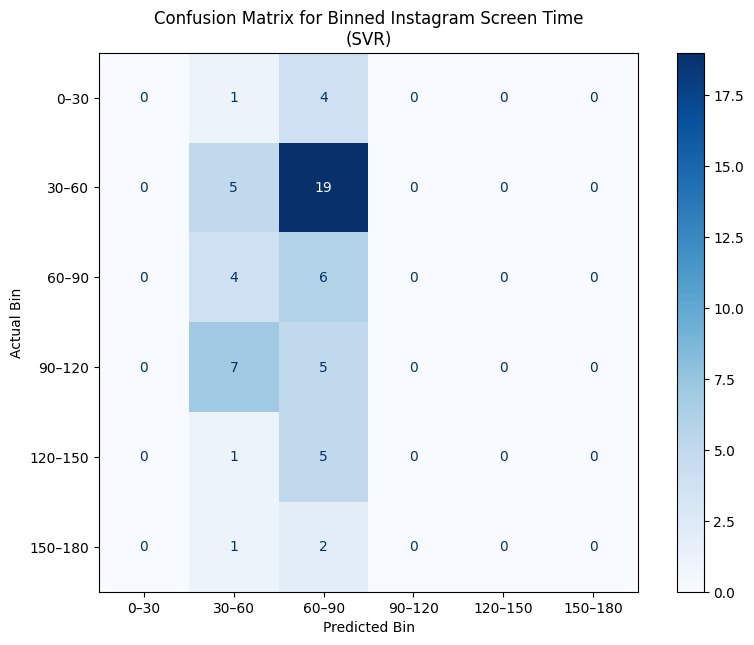 Confusion Matrix for Binned Instagram Screen Time
(SVR)
0–30 0 1 4 0 0 0
30–60 0 5 19 0 0 0
60–90 0 4 6 0 0 0
90–120 0 7 5 0 0 0
120–150 0 1 5 0 0 0
150–180 0 1 2 0 0 0
0–30 30–60 60–90 90–120 120–150 150–180
Predicted Bin
Actual Bin
17.5
15.0
12.5
10.0
7.5
5.0
2.5
0.0